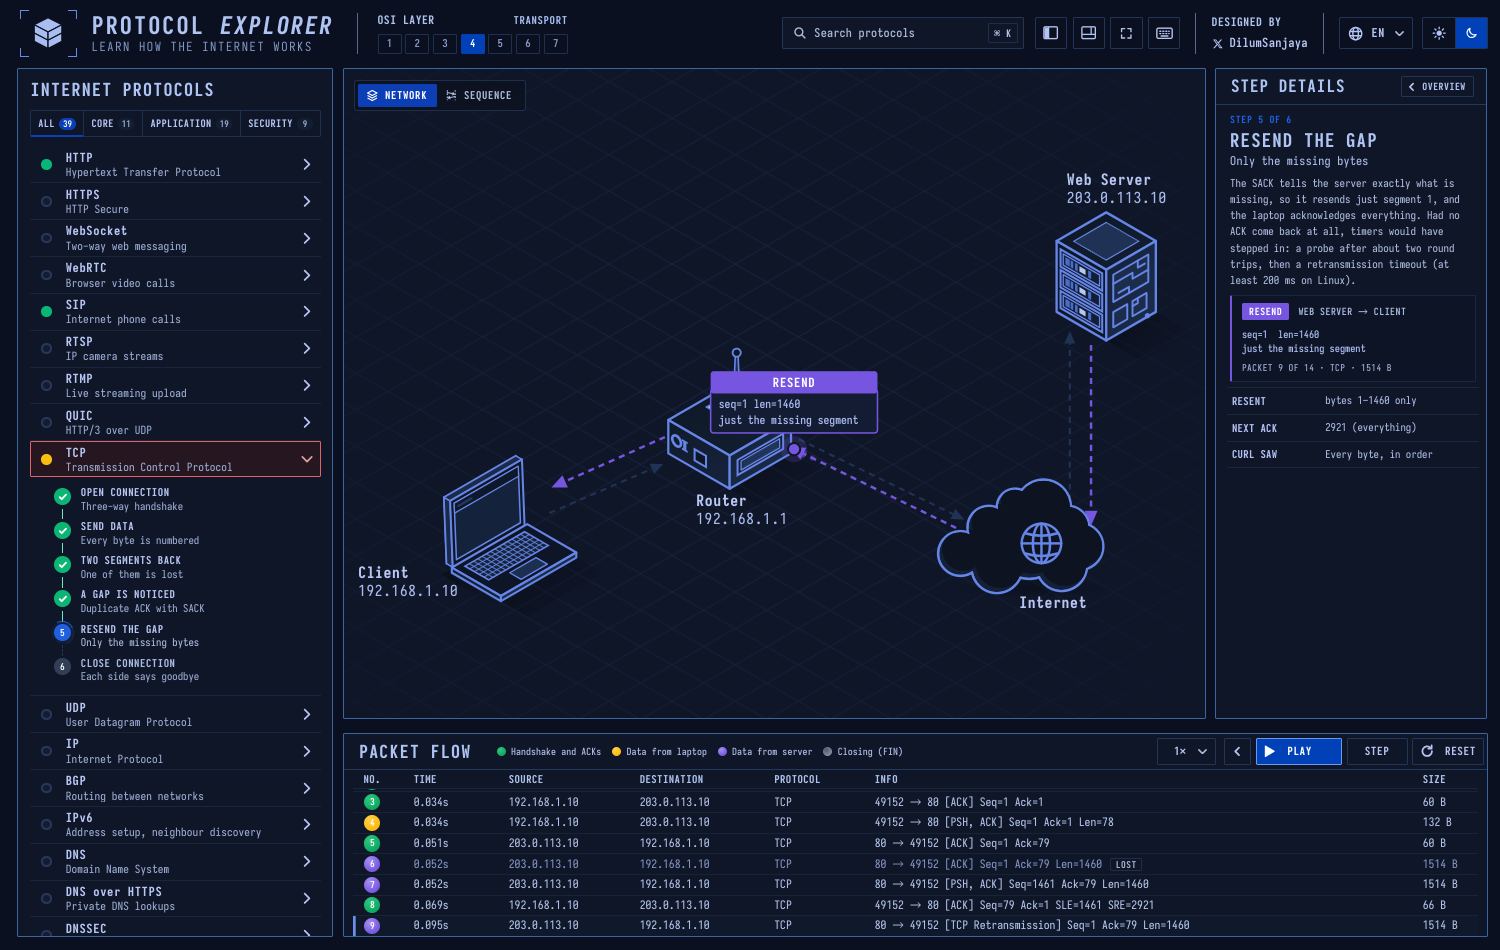 PROTOCOL EXPLORER
LEARN HOW THE INTERNET WORKS
OSI LAYER TRANSPORT
1 2 3 4 5 6 7
Search protocols
⌘ K
DESIGNED BY
DilumSanjaya
EN
INTERNET PROTOCOLS
ALL 39 CORE 11 APPLICATION 19 SECURITY 9
HTTP
Hypertext Transfer Protocol
HTTPS
HTTP Secure
WebSocket
Two-way web messaging
WebRTC
Browser video calls
SIP
Internet phone calls
RTSP
IP camera streams
RTMP
Live streaming upload
QUIC
HTTP/3 over UDP
TCP
Transmission Control Protocol
OPEN CONNECTION
Three-way handshake
SEND DATA
Every byte is numbered
TWO SEGMENTS BACK
One of them is lost
A GAP IS NOTICED
Duplicate ACK with SACK
5 RESEND THE GAP
Only the missing bytes
6 CLOSE CONNECTION
Each side says goodbye
UDP
User Datagram Protocol
IP
Internet Protocol
BGP
Routing between networks
IPv6
Address setup, neighbour discovery
DNS
Domain Name System
DNS over HTTPS
Private DNS lookups
DNSSEC
NETWORK SEQUENCE
Web Server
203.0.113.10
RESEND
seq=1 len=1460
just the missing segment
Router
192.168.1.1
Client
192.168.1.10
Internet
STEP DETAILS
OVERVIEW
STEP 5 OF 6
RESEND THE GAP
Only the missing bytes
The SACK tells the server exactly what is
missing, so it resends just segment 1, and
the laptop acknowledges everything. Had no
ACK come back at all, timers would have
stepped in: a probe after about two round
trips, then a retransmission timeout (at
least 200 ms on Linux).
RESEND WEB SERVER → CLIENT
seq=1 len=1460
just the missing segment
PACKET 9 OF 14 · TCP · 1514 B
RESENT bytes 1–1460 only
NEXT ACK 2921 (everything)
CURL SAW Every byte, in order
PACKET FLOW
Handshake and ACKs Data from laptop Data from server Closing (FIN)
1× PLAY STEP RESET
NO. TIME SOURCE DESTINATION PROTOCOL INFO SIZE
3 0.034s 192.168.1.10 203.0.113.10 TCP 49152 → 80 [ACK] Seq=1 Ack=1 60 B
4 0.034s 192.168.1.10 203.0.113.10 TCP 49152 → 80 [PSH, ACK] Seq=1 Ack=1 Len=78 132 B
5 0.051s 203.0.113.10 192.168.1.10 TCP 80 → 49152 [ACK] Seq=1 Ack=79 60 B
6 0.052s 203.0.113.10 192.168.1.10 TCP 80 → 49152 [ACK] Seq=1 Ack=79 Len=1460 LOST 1514 B
7 0.052s 203.0.113.10 192.168.1.10 TCP 80 → 49152 [PSH, ACK] Seq=1461 Ack=79 Len=1460 1514 B
8 0.069s 192.168.1.10 203.0.113.10 TCP 49152 → 80 [ACK] Seq=79 Ack=1 SLE=1461 SRE=2921 66 B
9 0.095s 203.0.113.10 192.168.1.10 TCP 80 → 49152 [TCP Retransmission] Seq=1 Ack=79 Len=1460 1514 B